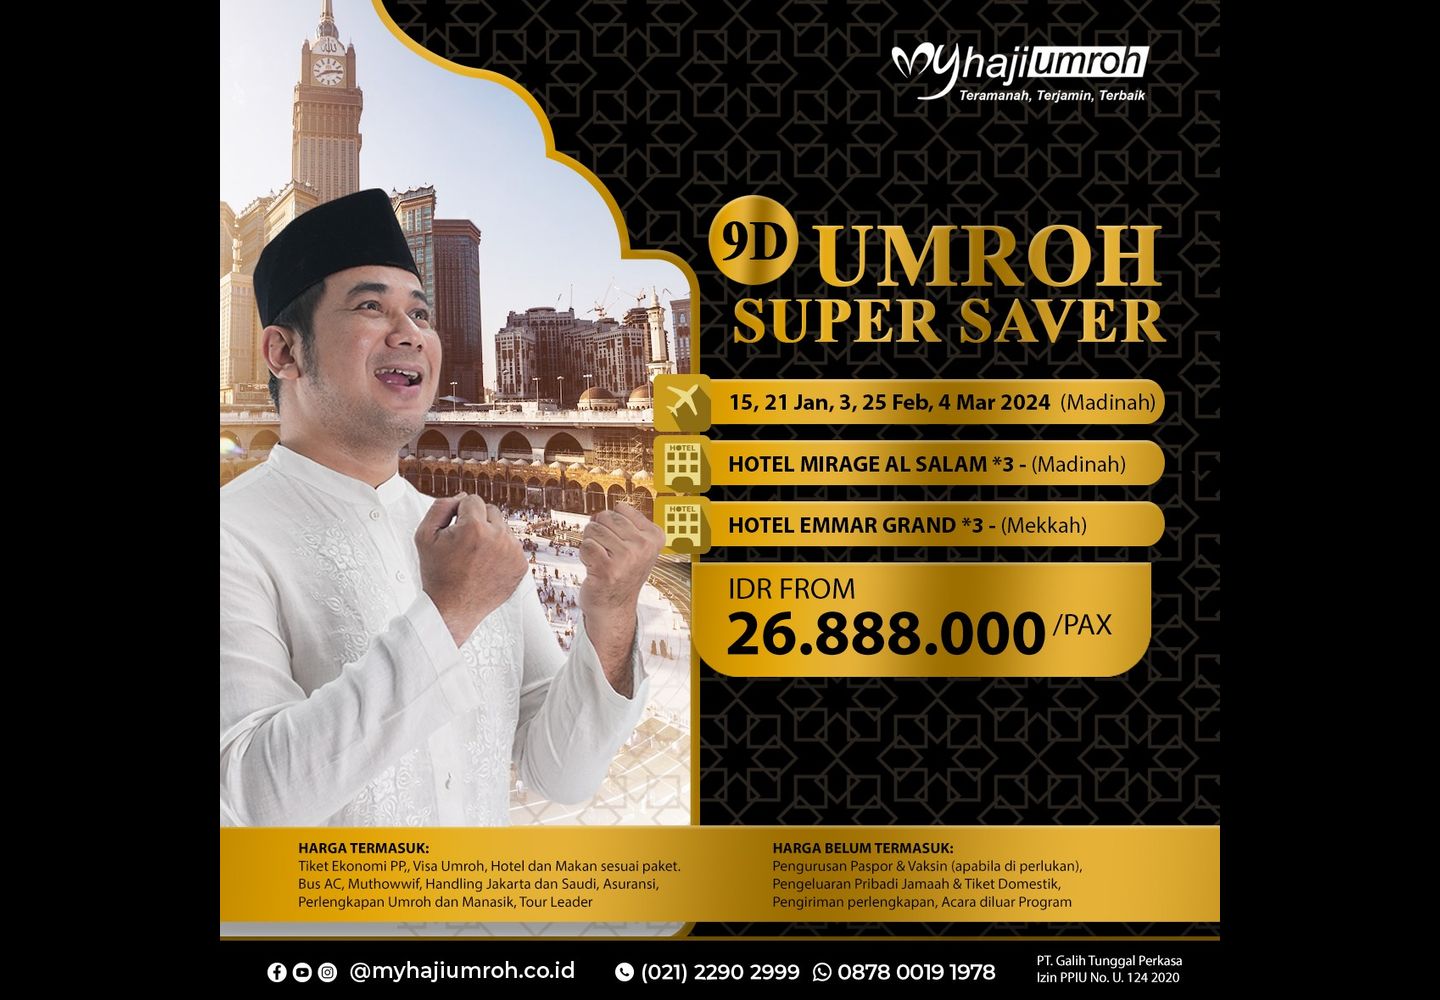 myhajiumroh
Teramanah, Terjamin, Terbaik
9D UMROH
SUPER SAVER
15, 21 Jan, 3, 25 Feb, 4 Mar 2024 (Madinah)
HOTEL
HOTEL MIRAGE AL SALAM *3 - (Madinah)
HOTEL
HOTEL EMMAR GRAND *3 - (Mekkah)
IDR FROM
26.888.000 /PAX
HARGA TERMASUK:
Tiket Ekonomi PP,, Visa Umroh, Hotel dan Makan sesuai paket.
Bus AC, Muthowwif, Handling Jakarta dan Saudi, Asuransi,
Perlengkapan Umroh dan Manasik, Tour Leader
HARGA BELUM TERMASUK:
Pengurusan Paspor & Vaksin (apabila di perlukan),
Pengeluaran Pribadi Jamaah & Tiket Domestik,
Pengiriman perlengkapan, Acara diluar Program
@myhajiumroh.co.id (021) 2290 2999 0878 0019 1978
PT. Galih Tunggal Perkasa
Izin PPIU No. U. 124 2020